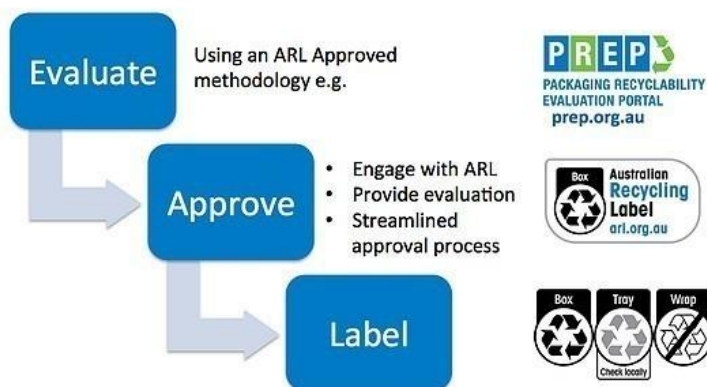 Evaluate
Using an ARL Approved
methodology e.g.
PREP
PACKAGING RECYCLABILITY
EVALUATION PORTAL
prep.org.au
Approve
• Engage with ARL
• Provide evaluation
• Streamlined
approval process
Box
Australian
Recycling
Label
arl.org.au
Label
Box
Tray
Wrap
Check locally